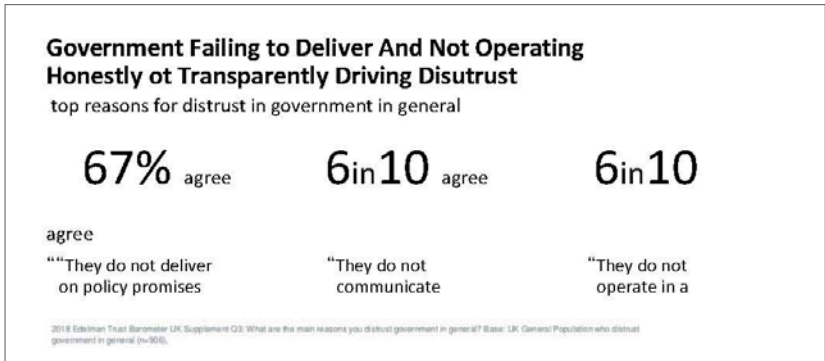 Government Failing to Deliver And Not Operating
Honestly ot Transparently Driving Disutrust
top reasons for distrust in government in general
67% agree 6in10 agree 6in10
agree
““They do not deliver “They do not “They do not
on policy promises communicate operate in a
2018 Edelman Trust Barometer UK Supplement Q3: What are the main reasons you distrust government in general? Base: UK General Population who distrust
government in general